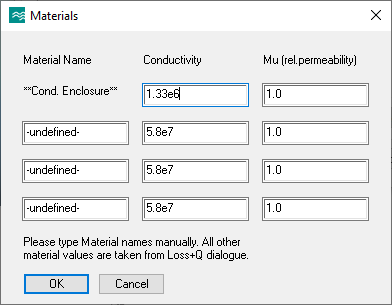 Materials
Material Name Conductivity Mu (rel.permeability)
**Cond. Enclosure** 1.33e6 1.0
-undefined- 5.8e7 1.0
-undefined- 5.8e7 1.0
-undefined- 5.8e7 1.0
Please type Material names manually. All other
material values are taken from Loss+Q dialogue.
OK Cancel